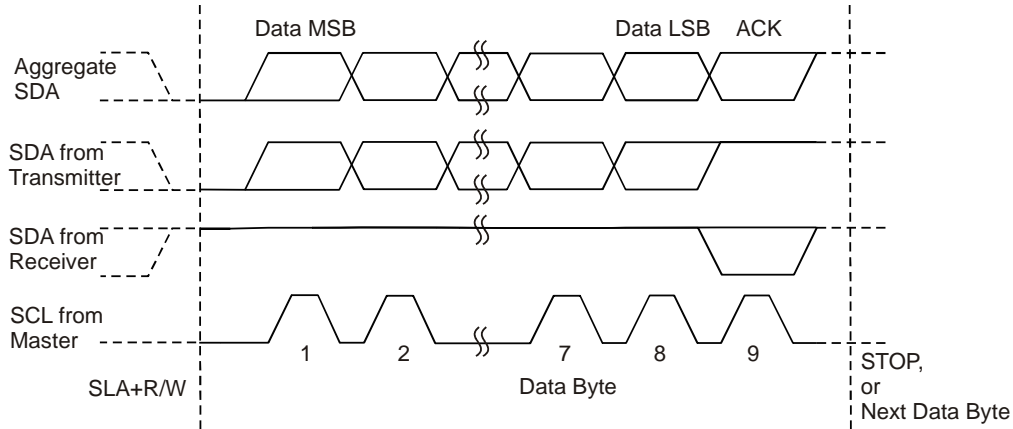 Data MSB
Data LSB
ACK
Aggregate
SDA
SDA from
Transmitter
SDA from
Receiver
SCL from
Master
1
2
7
8
9
SLA+R/W
Data Byte
STOP,
or
Next Data Byte